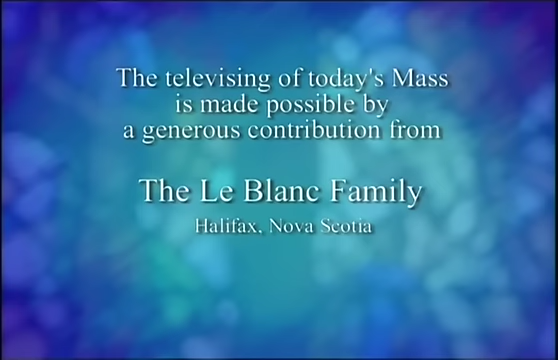 The televising of today's Mass
is made possible by
a generous contribution from
The Le Blanc Family
Halifax, Nova Scotia